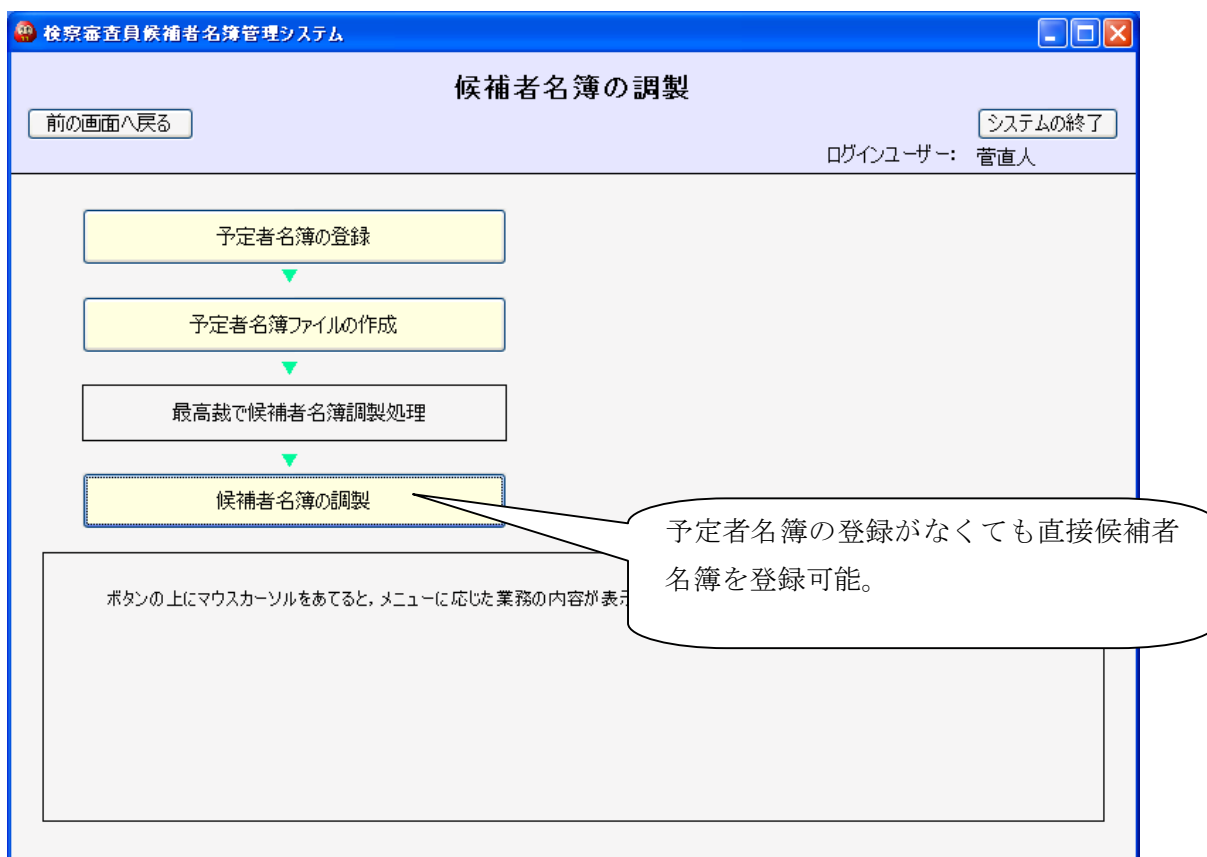 検察審査員候補者名簿管理システム
候補者名簿の調製
前の画面へ戻る
システムの終了
ログインユーザー: 菅直人
予定者名簿の登録
予定者名簿ファイルの作成
最高裁で候補者名簿調製処理
候補者名簿の調製
予定者名簿の登録がなくても直接候補者
名簿を登録可能。
ボタンの上にマウスカーソルをあてると，メニューに応じた業務の内容が表示